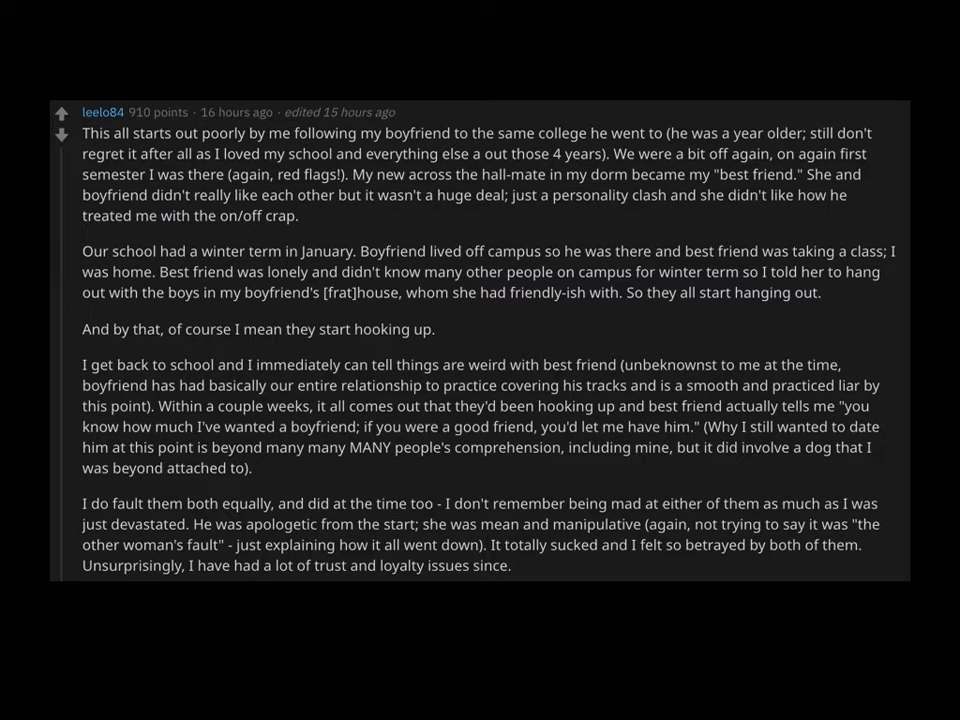 leelo84 910 points · 16 hours ago · edited 15 hours ago
This all starts out poorly by me following my boyfriend to the same college he went to (he was a year older; still don't
regret it after all as I loved my school and everything else a out those 4 years). We were a bit off again, on again first
semester I was there (again, red flags!). My new across the hall-mate in my dorm became my "best friend." She and
boyfriend didn't really like each other but it wasn't a huge deal; just a personality clash and she didn't like how he
treated me with the on/off crap.
Our school had a winter term in January. Boyfriend lived off campus so he was there and best friend was taking a class; I
was home. Best friend was lonely and didn't know many other people on campus for winter term so I told her to hang
out with the boys in my boyfriend's [frat]house, whom she had friendly-ish with. So they all start hanging out.
And by that, of course I mean they start hooking up.
I get back to school and I immediately can tell things are weird with best friend (unbeknownst to me at the time,
boyfriend has had basically our entire relationship to practice covering his tracks and is a smooth and practiced liar by
this point). Within a couple weeks, it all comes out that they'd been hooking up and best friend actually tells me "you
know how much I've wanted a boyfriend; if you were a good friend, you'd let me have him." (Why I still wanted to date
him at this point is beyond many many MANY people's comprehension, including mine, but it did involve a dog that I
was beyond attached to).
I do fault them both equally, and did at the time too - I don't remember being mad at either of them as much as I was
just devastated. He was apologetic from the start; she was mean and manipulative (again, not trying to say it was "the
other woman's fault" - just explaining how it all went down). It totally sucked and I felt so betrayed by both of them.
Unsurprisingly, I have had a lot of trust and loyalty issues since.